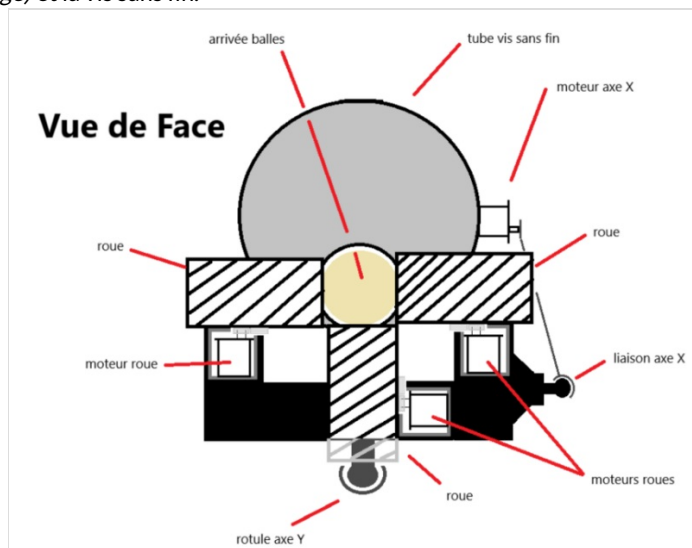 arrivée balles
tube vis sans fin
moteur axe X
Vue de Face
roue
roue
moteur roue
liaison axe X
moteurs roues
roue
rotule axe Y